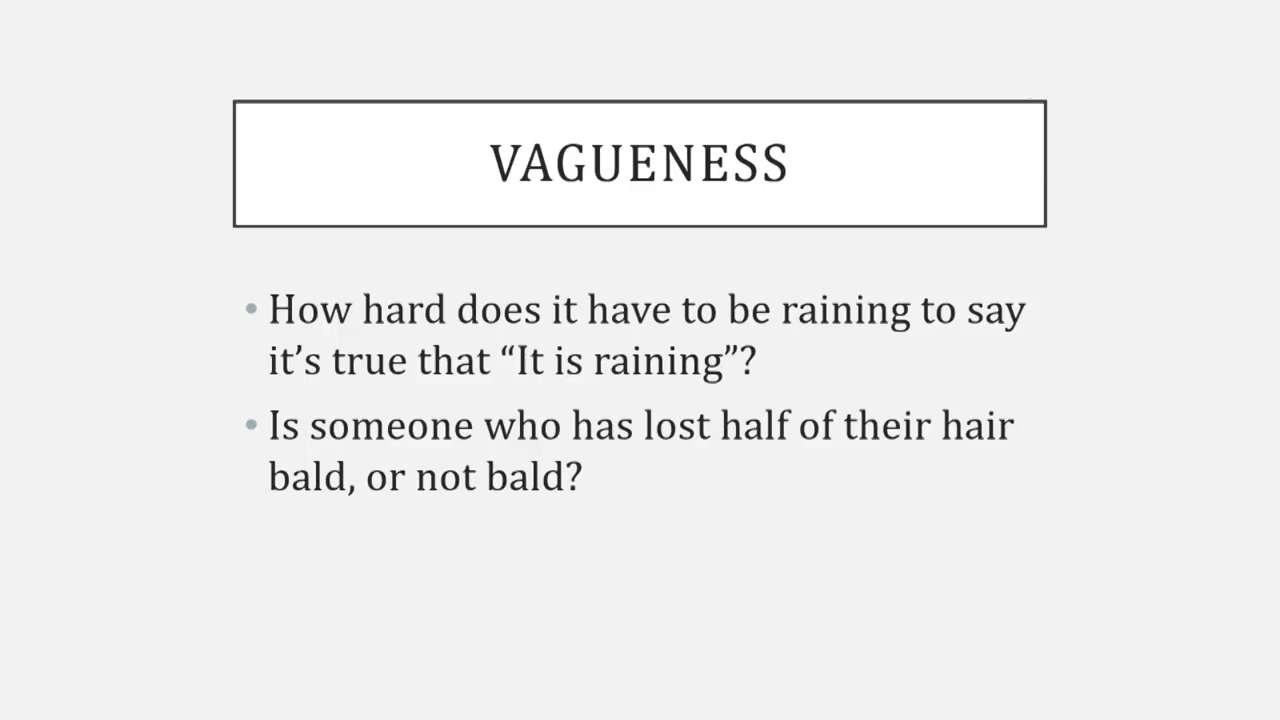 VAGUENESS
• How hard does it have to be raining to say
it’s true that “It is raining”?
• Is someone who has lost half of their hair
bald, or not bald?